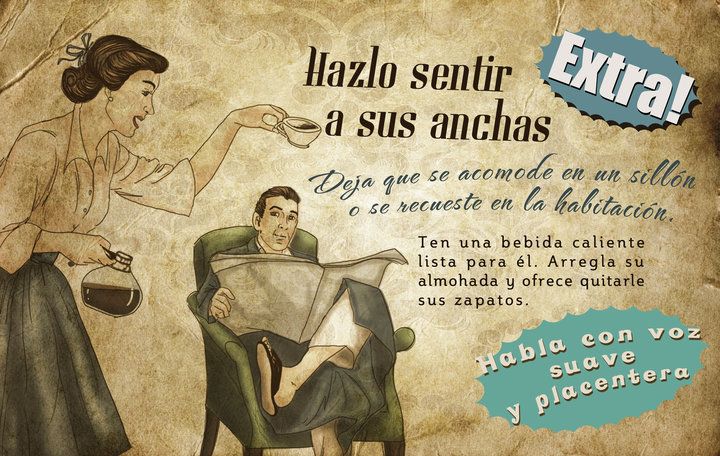 Extra!
Hazlo sentir
a sus anchas
Deja que se acomode en un sillón
o se recueste en la habitación.
Ten una bebida caliente
lista para él. Arregla su
almohada y ofrece quitarle
sus zapatos.
Habla con voz
suave
y placentera